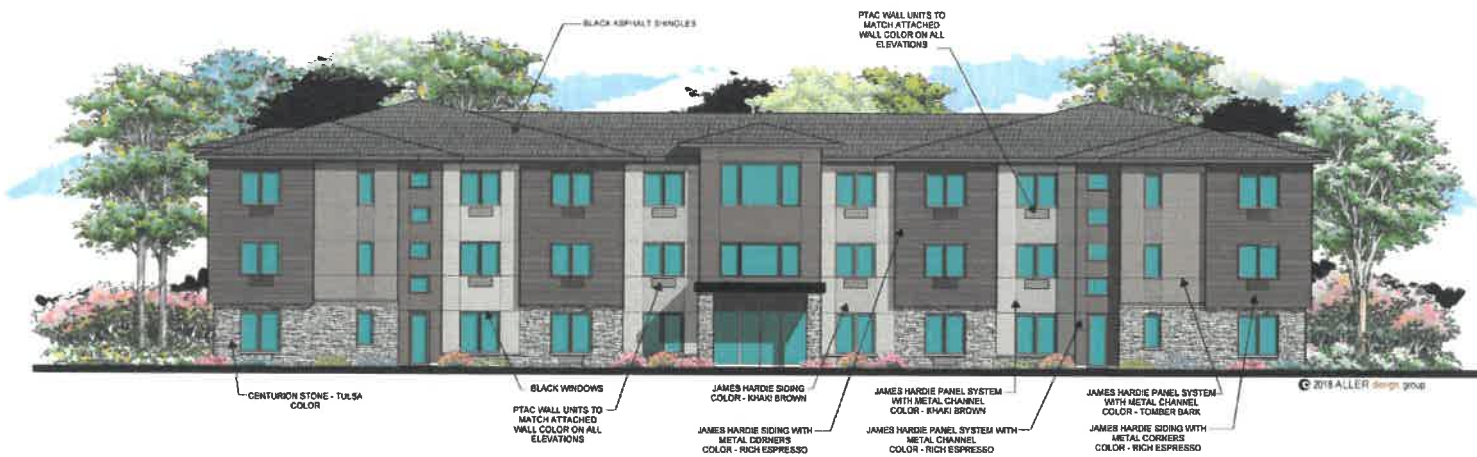 BLACK ASPHALT SHINGLES
PTAC WALL UNITS TO
MATCH ATTACHED
WALL COLOR ON ALL
ELEVATIONS
CENTURION STONE - TULSA
COLOR
BLACK WINDOWS
PTAC WALL UNITS TO
MATCH ATTACHED
WALL COLOR ON ALL
ELEVATIONS
JAMES HARDIE SIDING
COLOR - KHAKI BROWN
JAMES HARDIE SIDING WITH
METAL CORNERS
COLOR - RICH ESPRESSO
JAMES HARDIE PANEL SYSTEM
WITH METAL CHANNEL
COLOR - KHAKI BROWN
JAMES HARDIE PANEL SYSTEM WITH
METAL CHANNEL
COLOR - RICH ESPRESSO
JAMES HARDIE PANEL SYSTEM
WITH METAL CHANNEL
COLOR - TOMBER BARK
JAMES HARDIE SIDING WITH
METAL CORNERS
COLOR - RICH ESPRESSO
© 2018 ALLER design group